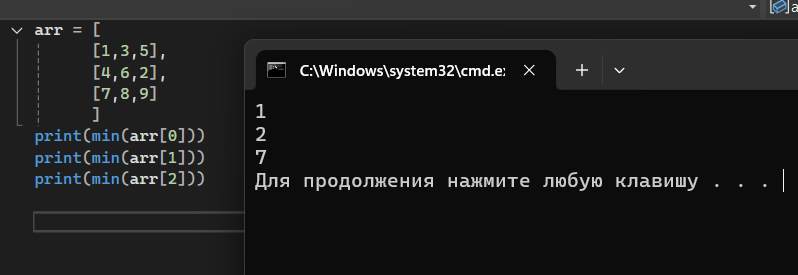 arr = [
[1,3,5],
[4,6,2],
[7,8,9]
]
print(min(arr[0]))
print(min(arr[1]))
print(min(arr[2]))
C:\Windows\system32\cmd.e
1
2
7
Для продолжения нажмите любую клавишу . . .